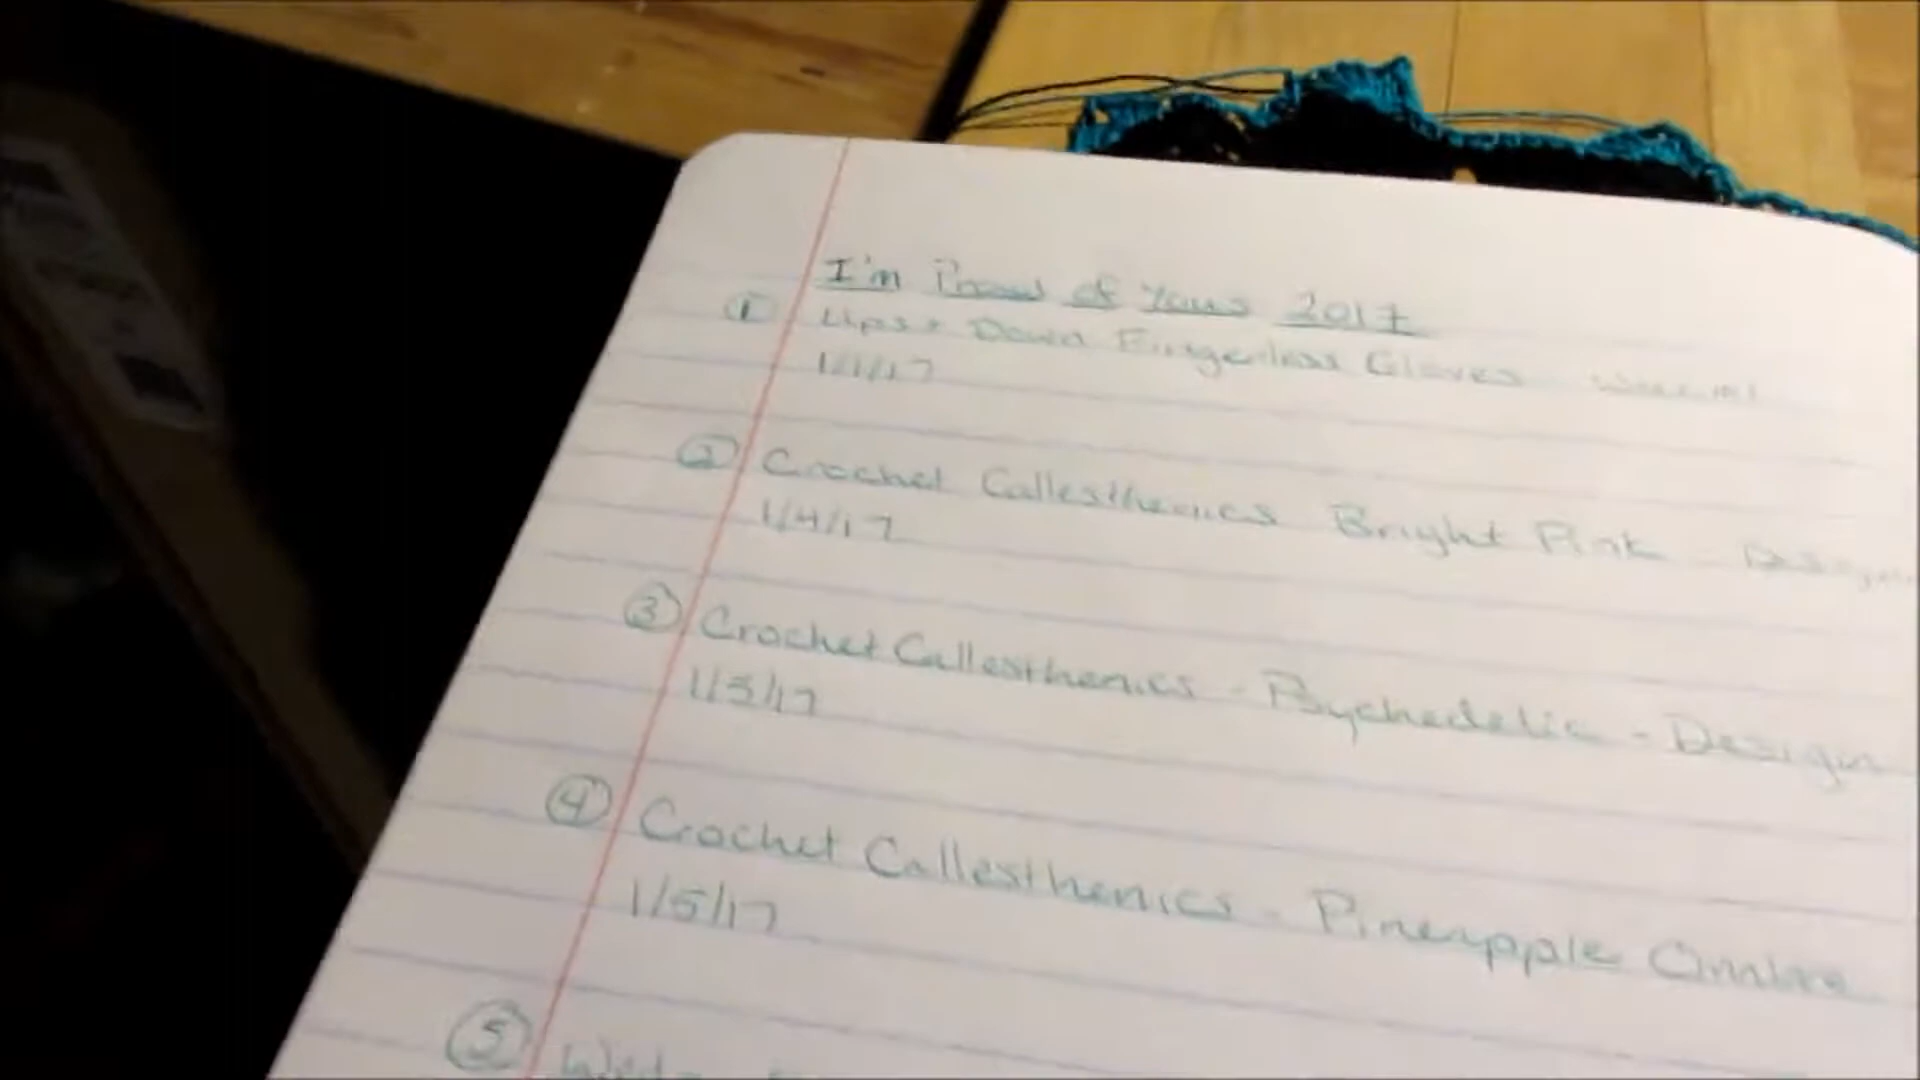 I'm Proud of Yous 2017
① Ups + Down Fingerless Gloves
1/1/17
② Crochet Callesthenics Bright Pink - Design
1/4/17
③ Crochet Callesthenics - Psychedelic - Design
1/5/17
④ Crochet Callesthenics - Pineapple Ombre
1/5/17
⑤